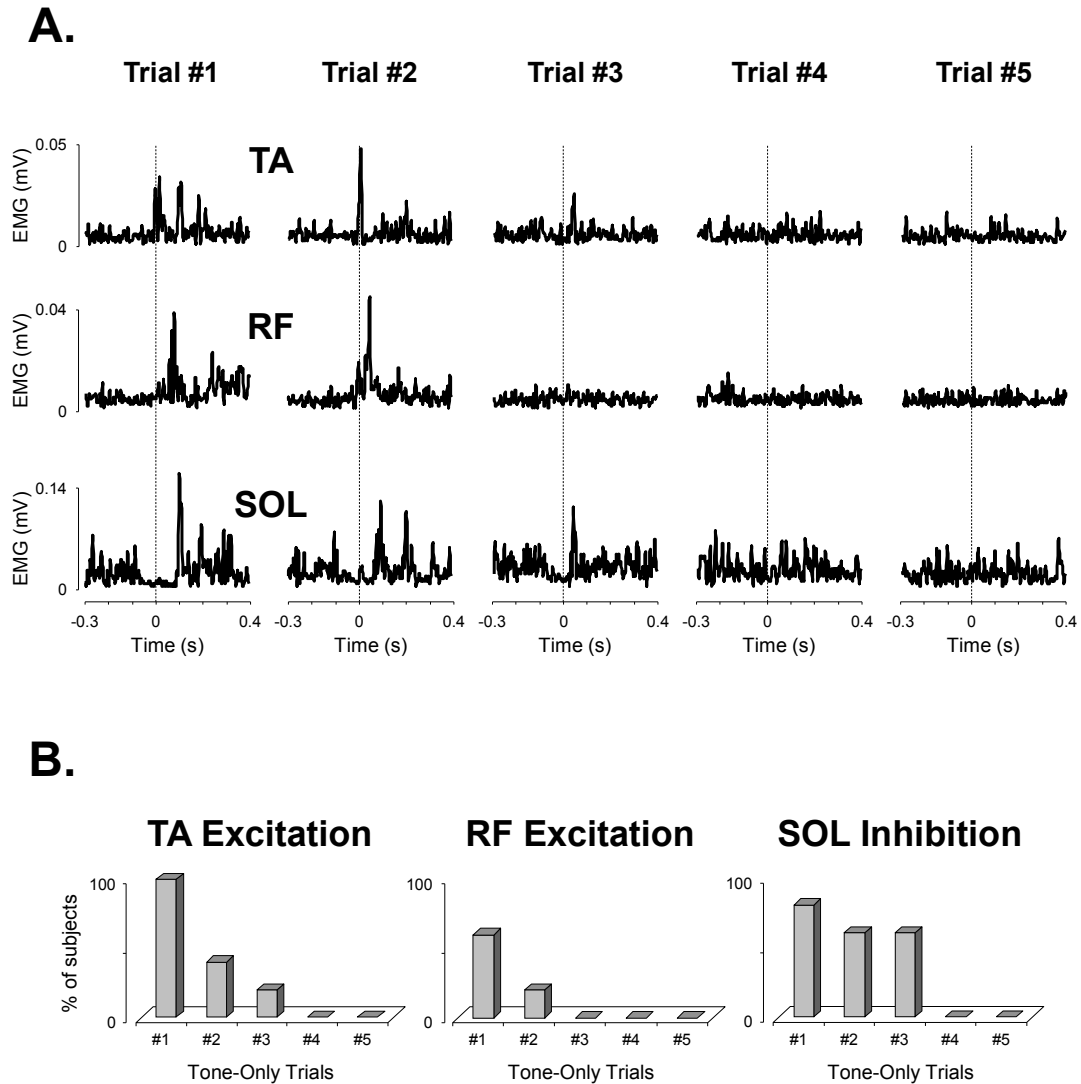 A.
Trial #1 Trial #2 Trial #3 Trial #4 Trial #5
TA
EMG (mV)
0.05
0
RF
EMG (mV)
0.04
0
SOL
EMG (mV)
0.14
0
-0.3 0 0.4 -0.3 0 0.4 -0.3 0 0.4 -0.3 0 0.4 -0.3 0 0.4
Time (s) Time (s) Time (s) Time (s) Time (s)
B.
TA Excitation RF Excitation SOL Inhibition
% of subjects
100 100 100
0 0 0
#1 #2 #3 #4 #5 #1 #2 #3 #4 #5 #1 #2 #3 #4 #5
Tone-Only Trials Tone-Only Trials Tone-Only Trials